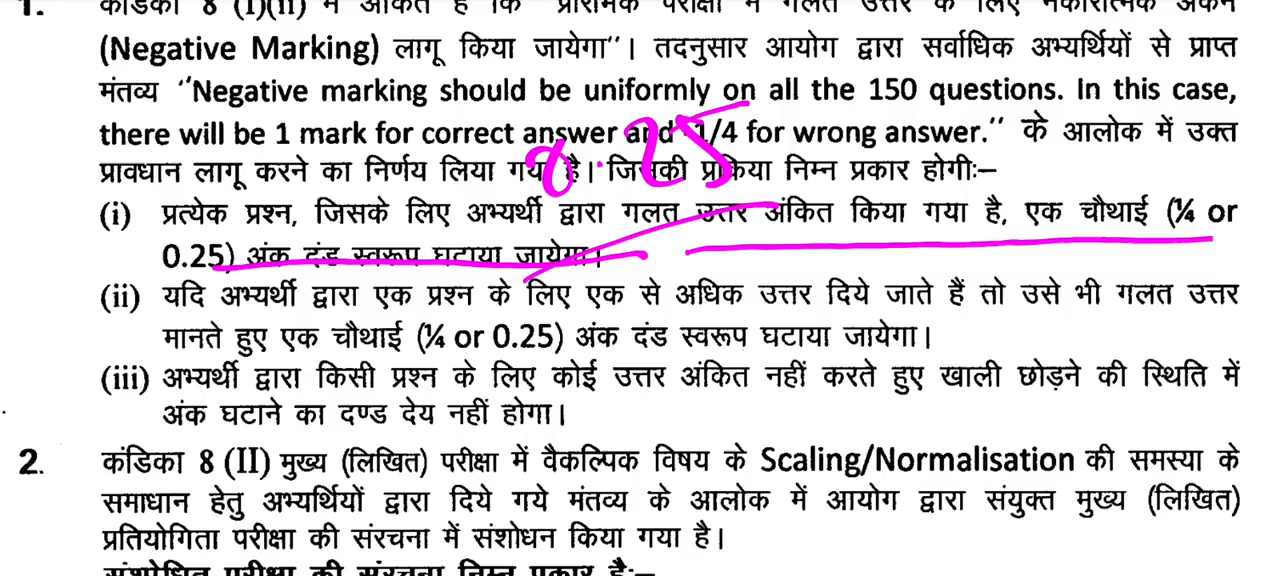 1. कंडिका 8 (I)(ii) में अंकित है कि "प्रारंभिक परीक्षा में गलत उत्तर के लिए नकारात्मक अंकन
(Negative Marking) लागू किया जायेगा"। तदनुसार आयोग द्वारा सर्वाधिक अभ्यर्थियों से प्राप्त
मंतव्य "Negative marking should be uniformly on all the 150 questions. In this case,
there will be 1 mark for correct answer and 1/4 for wrong answer." के आलोक में उक्त
0.25
प्रावधान लागू करने का निर्णय लिया गया है। जिसकी प्रक्रिया निम्न प्रकार होगीः–
(i) प्रत्येक प्रश्न, जिसके लिए अभ्यर्थी द्वारा गलत उत्तर अंकित किया गया है, एक चौथाई (¼ or
0.25) अंक दंड स्वरूप घटाया जायेगा।
(ii) यदि अभ्यर्थी द्वारा एक प्रश्न के लिए एक से अधिक उत्तर दिये जाते हैं तो उसे भी गलत उत्तर
मानते हुए एक चौथाई (¼ or 0.25) अंक दंड स्वरूप घटाया जायेगा।
(iii) अभ्यर्थी द्वारा किसी प्रश्न के लिए कोई उत्तर अंकित नहीं करते हुए खाली छोड़ने की स्थिति में
अंक घटाने का दण्ड देय नहीं होगा।
2. कंडिका 8 (II) मुख्य (लिखित) परीक्षा में वैकल्पिक विषय के Scaling/Normalisation की समस्या के
समाधान हेतु अभ्यर्थियों द्वारा दिये गये मंतव्य के आलोक में आयोग द्वारा संयुक्त मुख्य (लिखित)
प्रतियोगिता परीक्षा की संरचना में संशोधन किया गया है।
संशोधित परीक्षा की संरचना निम्न प्रकार है:–